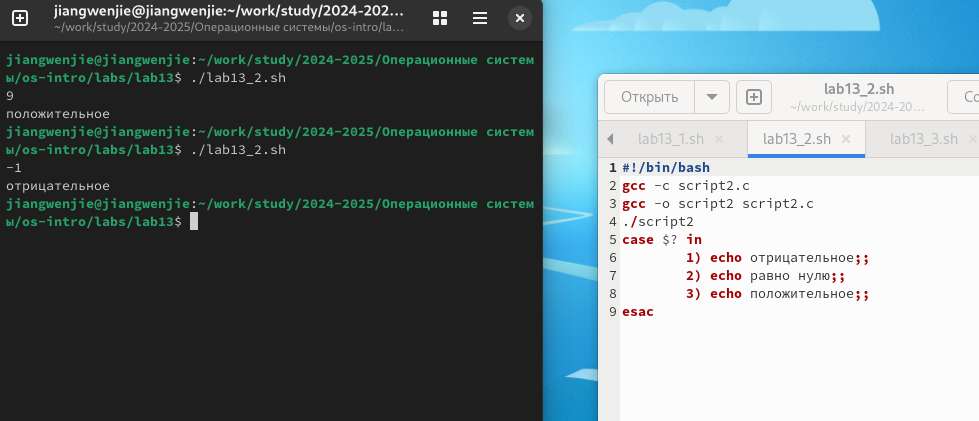 jiangwenjie@jiangwenjie:~/work/study/2024-202...
~/work/study/2024-2025/Операционные системы/os-intro/la...
jiangwenjie@jiangwenjie:~/work/study/2024-2025/Операционные систем
ы/os-intro/labs/lab13$ ./lab13_2.sh
9
положительное
jiangwenjie@jiangwenjie:~/work/study/2024-2025/Операционные систем
ы/os-intro/labs/lab13$ ./lab13_2.sh
-1
отрицательное
jiangwenjie@jiangwenjie:~/work/study/2024-2025/Операционные систем
ы/os-intro/labs/lab13$
Открыть
lab13_2.sh
~/work/study/2024-20...
Co
lab13_1.sh
lab13_2.sh
lab13_3.sh
1 #!/bin/bash
2 gcc -c script2.c
3 gcc -o script2 script2.c
4 ./script2
5 case $? in
6 1) echo отрицательное;;
7 2) echo равно нулю;;
8 3) echo положительное;;
9 esac